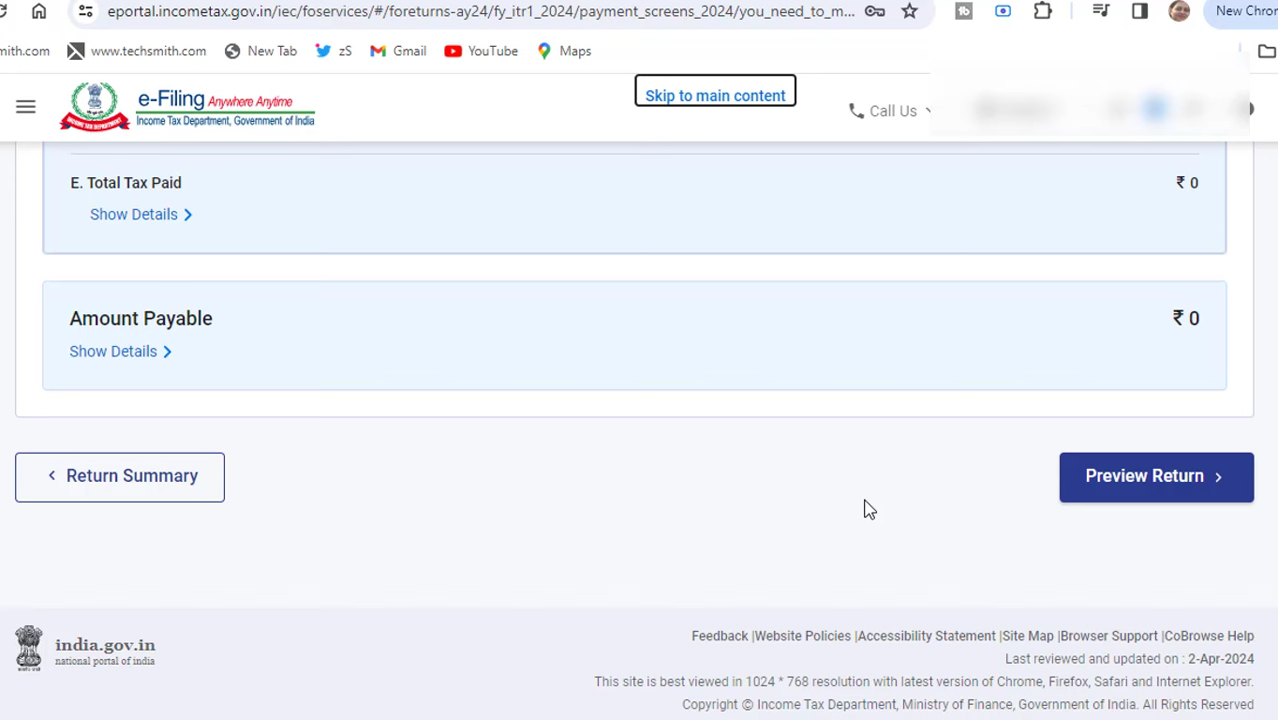 eportal.incometax.gov.in/iec/foservices/#/foreturns-ay24/fy_itr1_2024/payment_screens_2024/you_need_to_m...
New Chror
mith.com
www.techsmith.com
New Tab
zS
Gmail
YouTube
Maps
e-Filing Anywhere Anytime
Income Tax Department, Government of India
Skip to main content
Call Us
E. Total Tax Paid
₹ 0
Show Details
Amount Payable
₹ 0
Show Details
Return Summary
Preview Return
india.gov.in
national portal of india
Feedback |Website Policies |Accessibility Statement |Site Map |Browser Support |CoBrowse Help
Last reviewed and updated on : 2-Apr-2024
This site is best viewed in 1024 * 768 resolution with latest version of Chrome, Firefox, Safari and Internet Explorer.
Copyright © Income Tax Department, Ministry of Finance, Government of India. All Rights Reserved